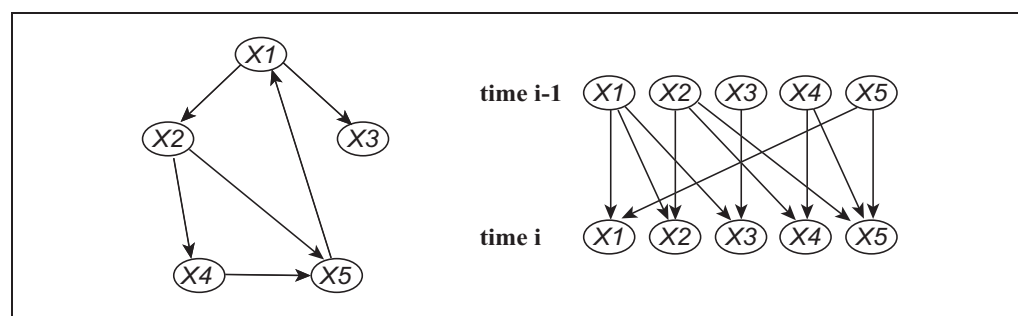 X1
X2
X3
X4
X5
time i-1 X1 X2 X3 X4 X5
time i X1 X2 X3 X4 X5